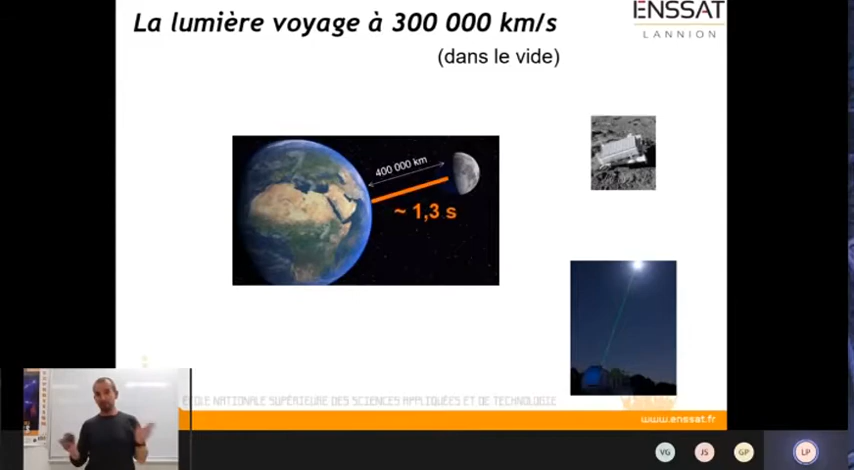 La lumière voyage à 300 000 km/s
(dans le vide)
ENSSAT
LANNION
400 000 km
~ 1,3 s
ÉCOLE NATIONALE SUPÉRIEURE DES SCIENCES APPLIQUÉES ET DE TECHNOLOGIE
www.enssat.fr
VG
JS
GP
LP